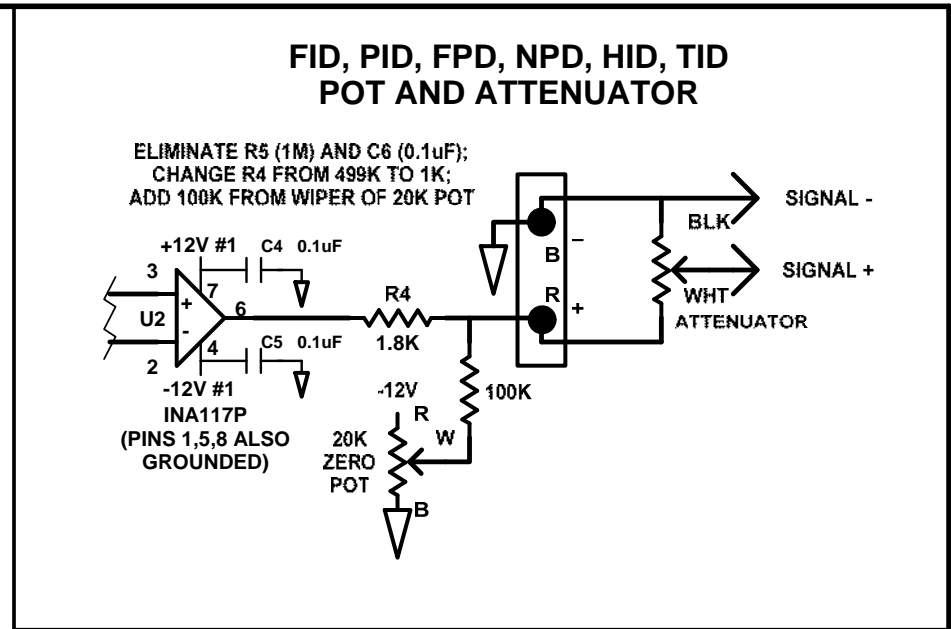 FID, PID, FPD, NPD, HID, TID
POT AND ATTENUATOR
ELIMINATE R5 (1M) AND C6 (0.1uF);
CHANGE R4 FROM 499K TO 1K;
ADD 100K FROM WIPER OF 20K POT
SIGNAL -
BLK
+12V #1
C4 0.1uF
B
–
3
7
SIGNAL +
R4
R
WHT
+
U2
+
-
6
ATTENUATOR
1.8K
C5 0.1uF
4
2
-12V #1
-12V
100K
INA117P
R
(PINS 1,5,8 ALSO
GROUNDED)
20K
ZERO
POT
W
B